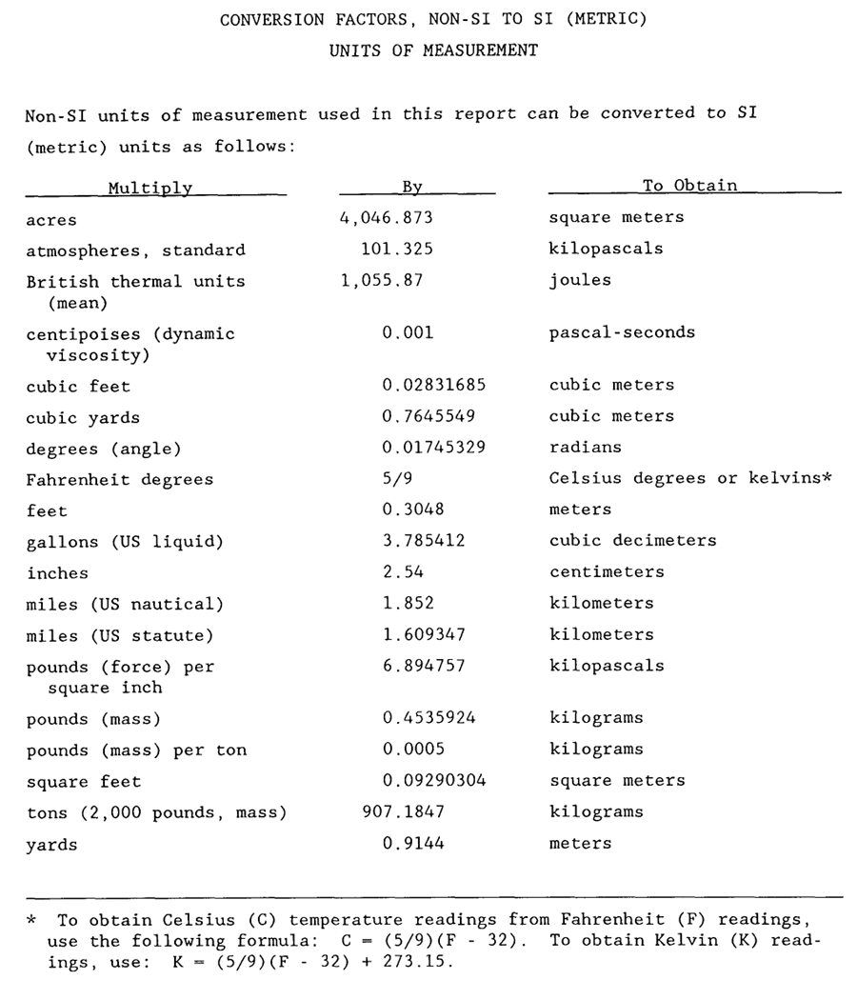 CONVERSION FACTORS, NON-SI TO SI (METRIC)
UNITS OF MEASUREMENT
Non-SI units of measurement used in this report can be converted to SI
(metric) units as follows:
Multiply By To Obtain
acres 4,046.873 square meters
atmospheres, standard 101.325 kilopascals
British thermal units 1,055.87 joules
(mean)
centipoises (dynamic 0.001 pascal-seconds
viscosity)
cubic feet 0.02831685 cubic meters
cubic yards 0.7645549 cubic meters
degrees (angle) 0.01745329 radians
Fahrenheit degrees 5/9 Celsius degrees or kelvins*
feet 0.3048 meters
gallons (US liquid) 3.785412 cubic decimeters
inches 2.54 centimeters
miles (US nautical) 1.852 kilometers
miles (US statute) 1.609347 kilometers
pounds (force) per 6.894757 kilopascals
square inch
pounds (mass) 0.4535924 kilograms
pounds (mass) per ton 0.0005 kilograms
square feet 0.09290304 square meters
tons (2,000 pounds, mass) 907.1847 kilograms
yards 0.9144 meters
* To obtain Celsius (C) temperature readings from Fahrenheit (F) readings,
use the following formula: C = (5/9)(F - 32). To obtain Kelvin (K) read-
ings, use: K = (5/9)(F - 32) + 273.15.